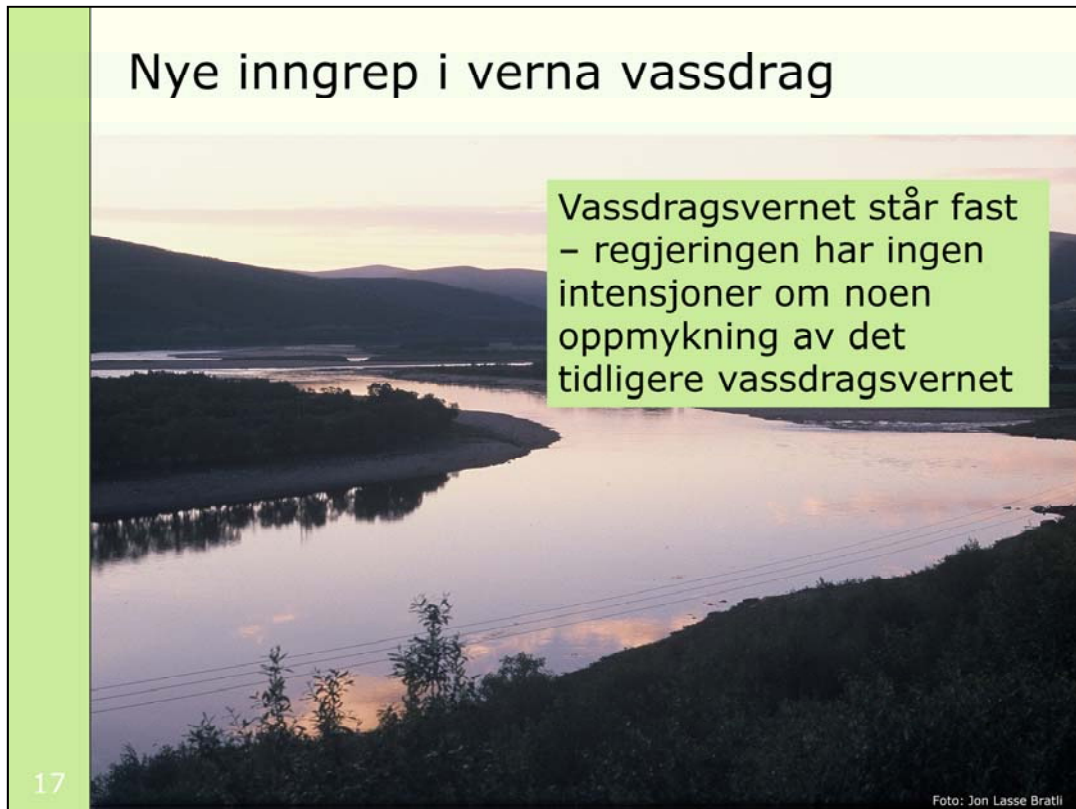 Nye inngrep i verna vassdrag
Vassdragsvernet står fast
– regjeringen har ingen
intensjoner om noen
oppmykning av det
tidligere vassdragsvernet
17
Foto: Jon Lasse Bratli